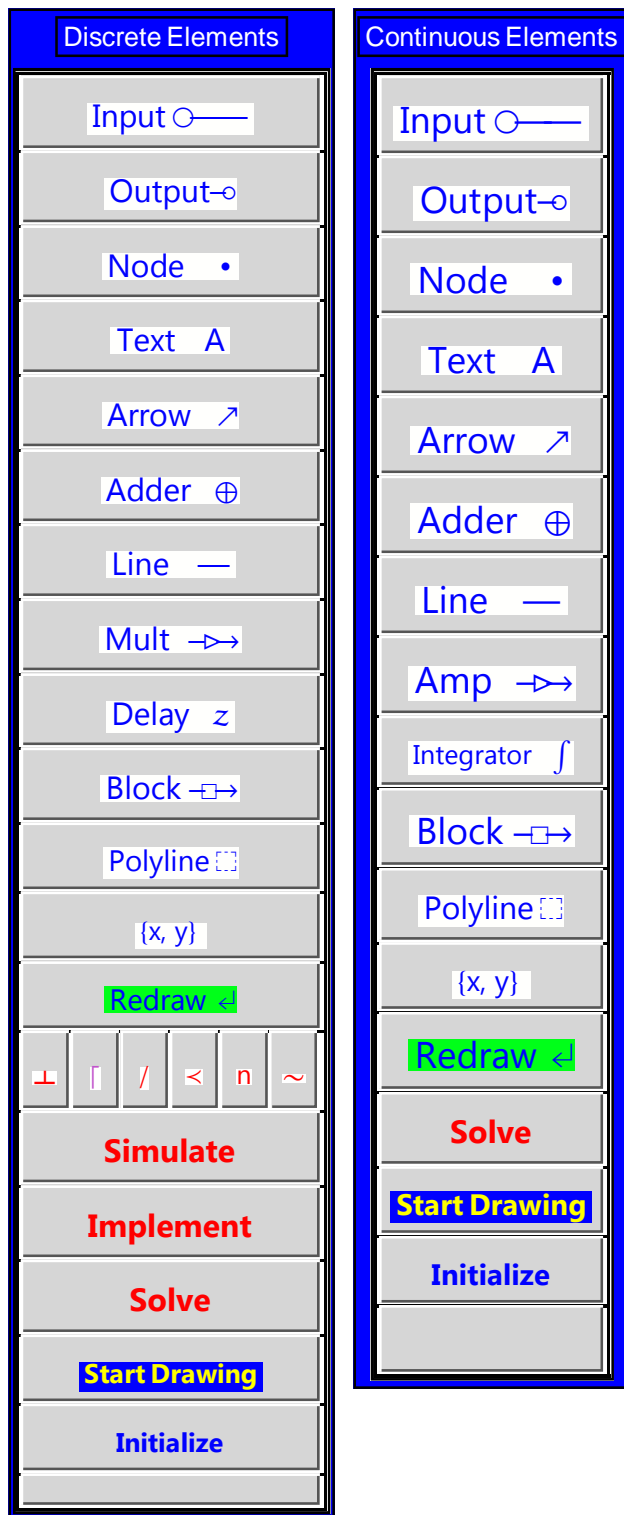 Discrete Elements
Input
Output
Node •
Text A
Arrow ↗
Adder ⊕
Line —
Mult
Delay z
Block
Polyline
{x, y}
Redraw ↲
⊥ ⌈ / ≺ n ~
Simulate
Implement
Solve
Start Drawing
Initialize
Continuous Elements
Input
Output
Node •
Text A
Arrow ↗
Adder ⊕
Line —
Amp
Integrator ∫
Block
Polyline
{x, y}
Redraw ↲
Solve
Start Drawing
Initialize